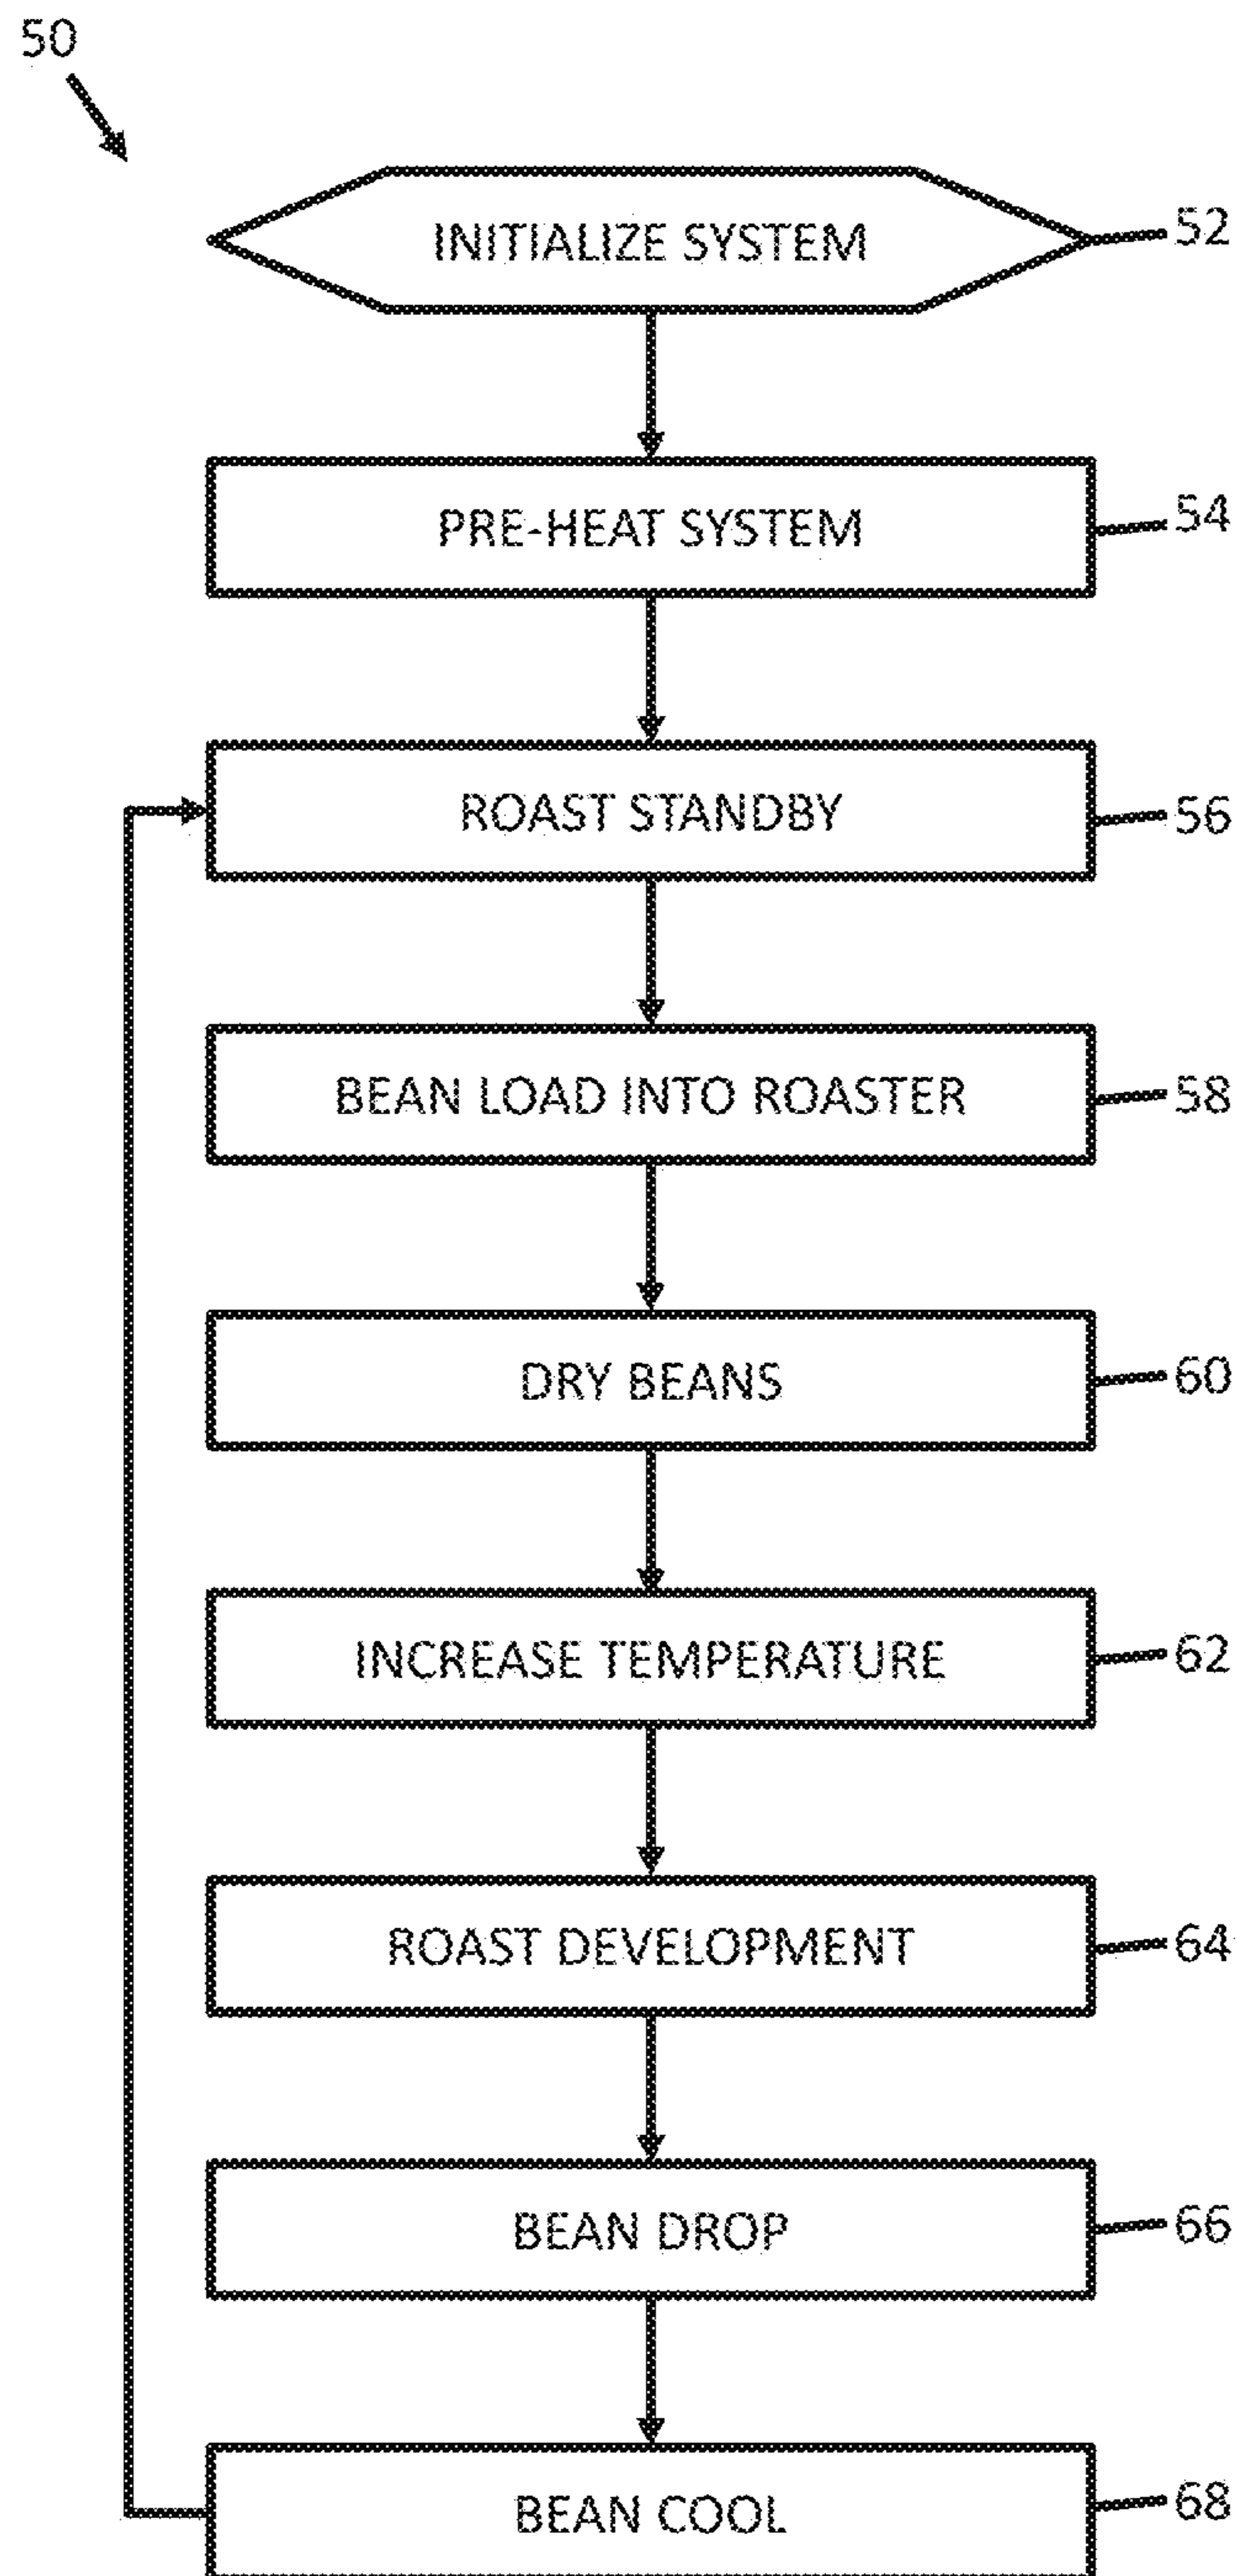 50
INITIALIZE SYSTEM 52
PRE-HEAT SYSTEM 54
ROAST STANDBY 56
BEAN LOAD INTO ROASTER 58
DRY BEANS 60
INCREASE TEMPERATURE 62
ROAST DEVELOPMENT 64
BEAN DROP 66
BEAN COOL 68